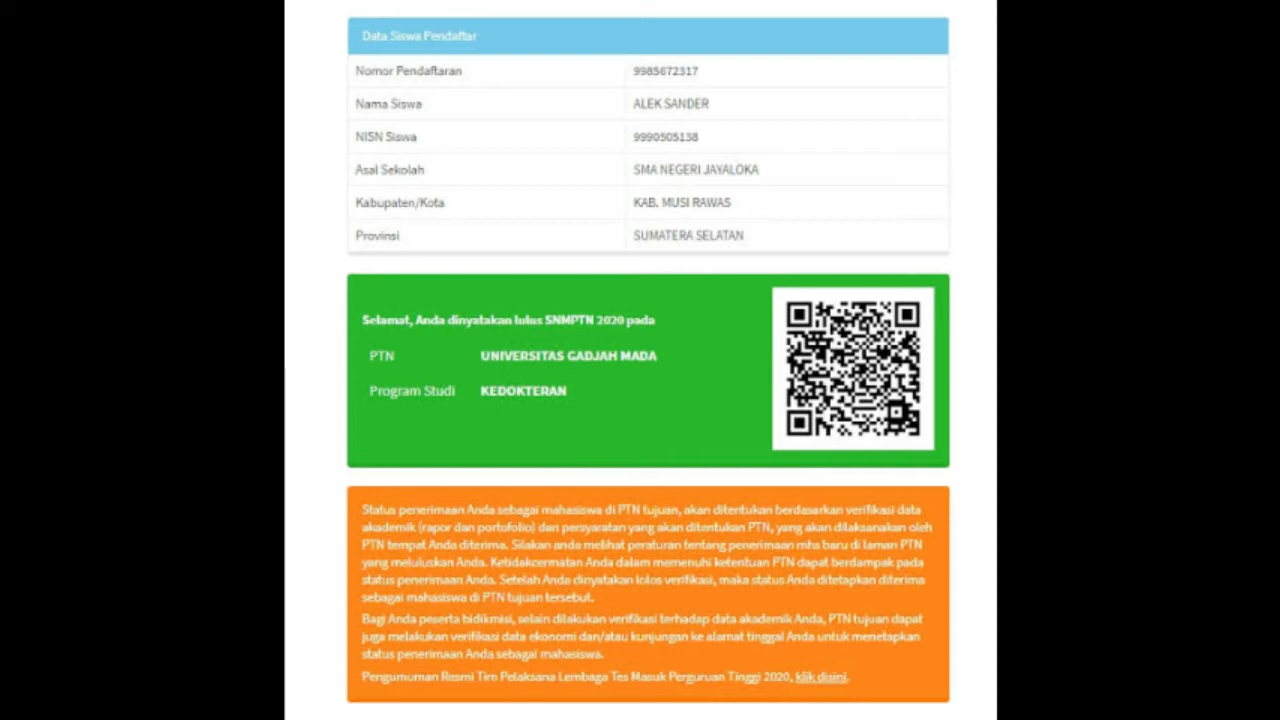 Data Siswa Pendaftar
Nomor Pendaftaran 9985672317
Nama Siswa ALEK SANDER
NISN Siswa 9990505138
Asal Sekolah SMA NEGERI JAYALOKA
Kabupaten/Kota KAB. MUSI RAWAS
Provinsi SUMATERA SELATAN
Selamat, Anda dinyatakan lulus SNMPTN 2020 pada
PTN UNIVERSITAS GADJAH MADA
Program Studi KEDOKTERAN
Status penerimaan Anda sebagai mahasiswa di PTN tujuan, akan ditentukan berdasarkan verifikasi data
akademik (rapor dan portofolio) dan persyaratan yang akan ditentukan PTN, yang akan dilaksanakan oleh
PTN tempat Anda diterima. Silakan anda melihat peraturan tentang penerimaan mhs baru di laman PTN
yang meluluskan Anda. Ketidakcermatan Anda dalam memenuhi ketentuan PTN dapat berdampak pada
status penerimaan Anda. Setelah Anda dinyatakan lolos verifikasi, maka status Anda ditetapkan diterima
sebagai mahasiswa di PTN tujuan tersebut.
Bagi Anda peserta bidikmisi, selain dilakukan verifikasi terhadap data akademik Anda, PTN tujuan dapat
juga melakukan verifikasi data ekonomi dan/atau kunjungan ke alamat tinggal Anda untuk menetapkan
status penerimaan Anda sebagai mahasiswa.
Pengumuman Resmi Tim Pelaksana Lembaga Tes Masuk Perguruan Tinggi 2020, klik disini.